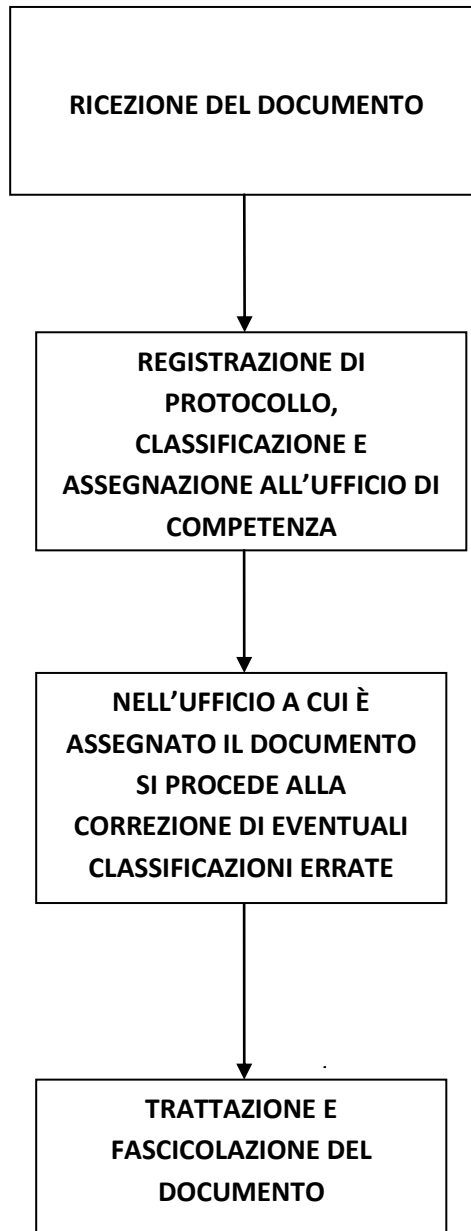 RICEZIONE DEL DOCUMENTO
REGISTRAZIONE DI
PROTOCOLLO,
CLASSIFICAZIONE E
ASSEGNAZIONE ALL’UFFICIO DI
COMPETENZA
NELL’UFFICIO A CUI È
ASSEGNATO IL DOCUMENTO
SI PROCEDE ALLA
CORREZIONE DI EVENTUALI
CLASSIFICAZIONI ERRATE
TRATTAZIONE E
FASCICOLAZIONE DEL
DOCUMENTO